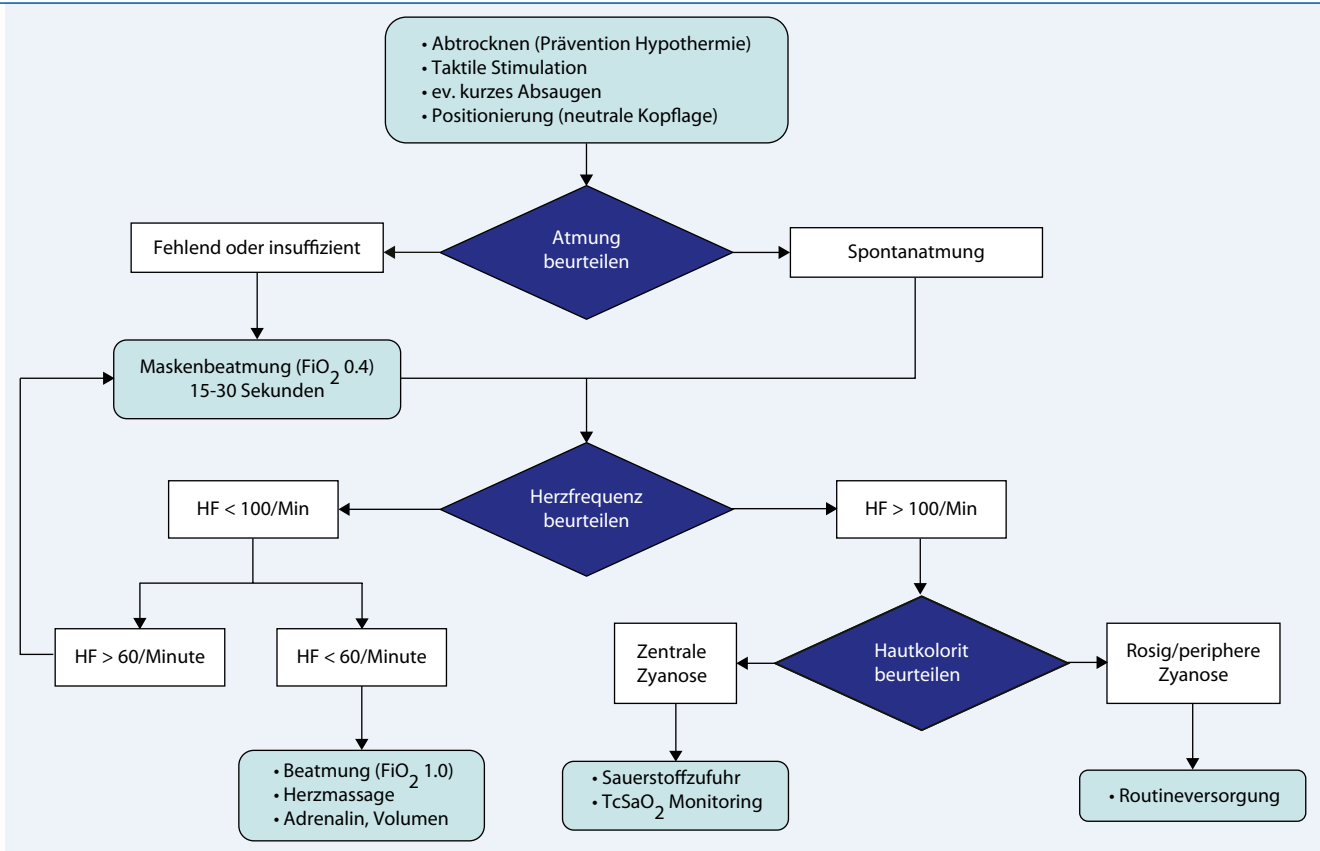 • Abtrocknen (Prävention Hypothermie)
• Taktile Stimulation
• ev. kurzes Absaugen
• Positionierung (neutrale Kopflage)
Atmung
beurteilen
Fehlend oder insuffizient
Spontanatmung
Maskenbeatmung (FiO2 0.4)
15-30 Sekunden
Herzfrequenz
beurteilen
HF < 100/Min
HF > 100/Min
HF > 60/Minute
HF < 60/Minute
Zentrale
Zyanose
Hautkolorit
beurteilen
Rosig/periphere
Zyanose
• Beatmung (FiO2 1.0)
• Herzmassage
• Adrenalin, Volumen
• Sauerstoffzufuhr
• TcSaO2 Monitoring
• Routineversorgung